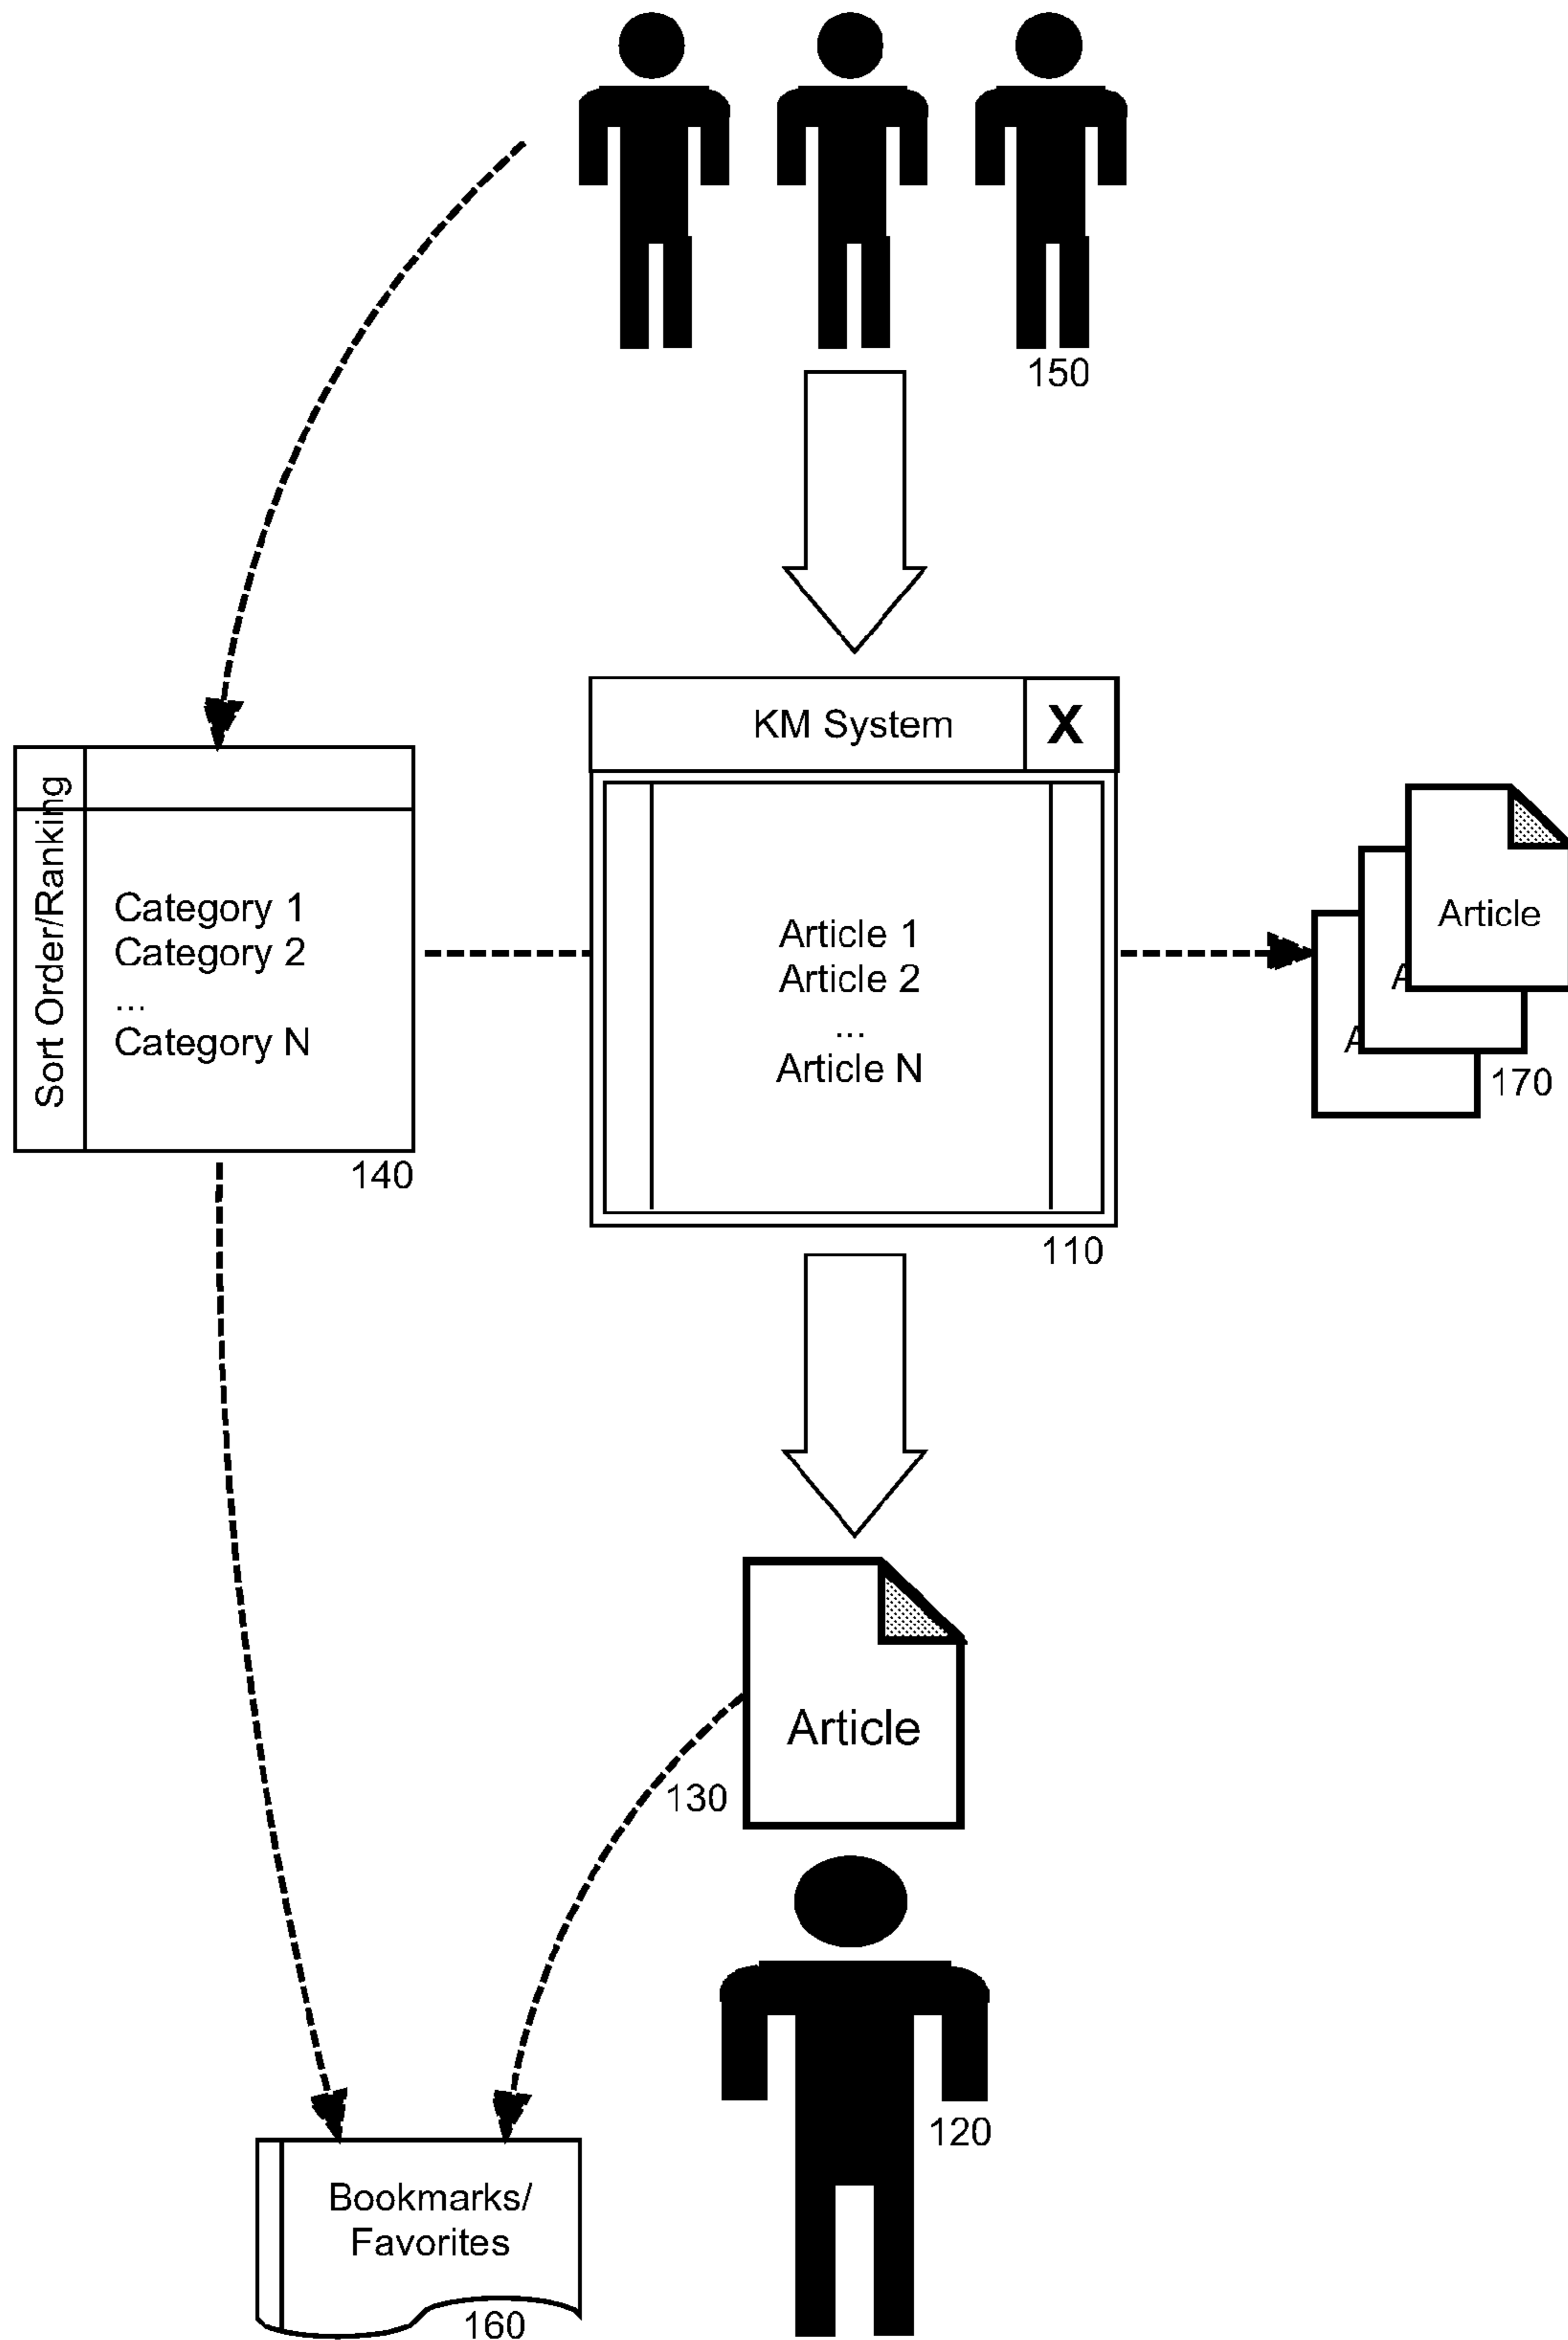 150
KM System
X
Sort Order/Ranking
Category 1
Category 2
...
Category N
140
Article 1
Article 2
...
Article N
110
Article
A
A
170
Article
130
120
Bookmarks/
Favorites
160